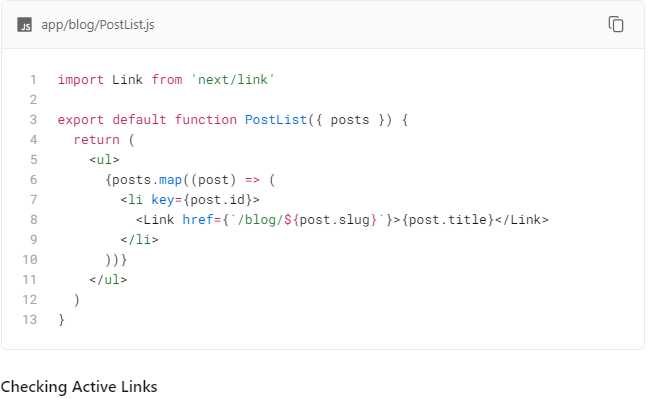 JS app/blog/PostList.js
1 import Link from 'next/link'
2
3 export default function PostList({ posts }) {
4   return (
5     <ul>
6       {posts.map((post) => (
7         <li key={post.id}>
8           <Link href={`/blog/${post.slug}`}>{post.title}</Link>
9         </li>
10       ))}
11     </ul>
12   )
13 }
Checking Active Links